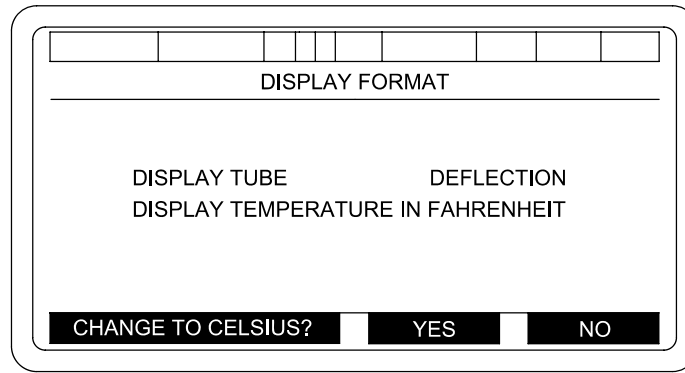 DISPLAY FORMAT
DISPLAY TUBE DEFLECTION
DISPLAY TEMPERATURE IN FAHRENHEIT
CHANGE TO CELSIUS? YES NO